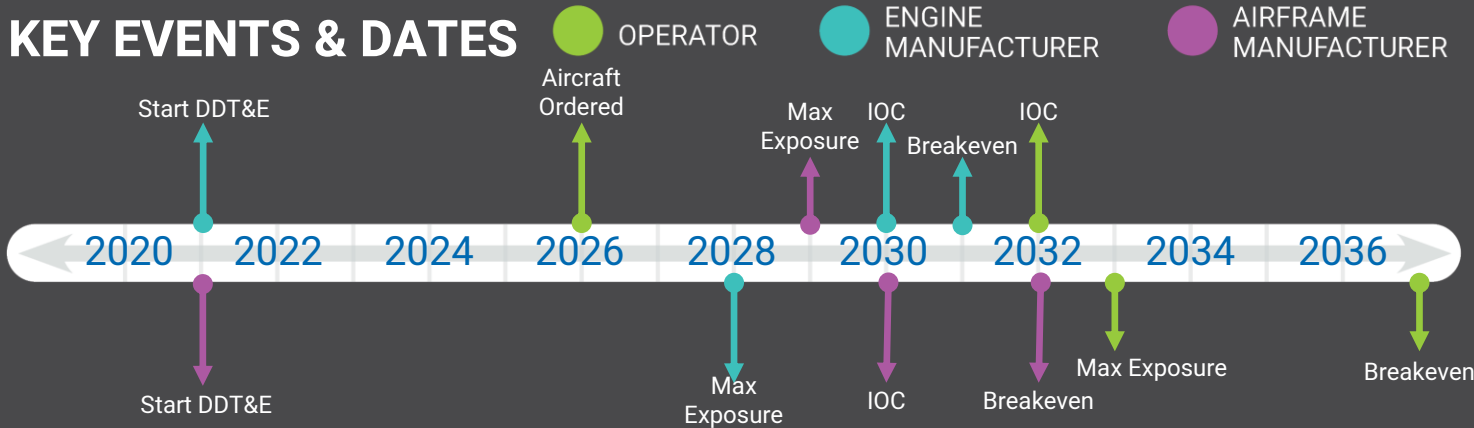 KEY EVENTS & DATES
OPERATOR
ENGINE
MANUFACTURER
AIRFRAME
MANUFACTURER
Start DDT&E
Aircraft
Ordered
Max
Exposure
IOC
Breakeven
IOC
2020 2022 2024 2026 2028 2030 2032 2034 2036
Start DDT&E
Max
Exposure
IOC
Breakeven
Max Exposure
Breakeven